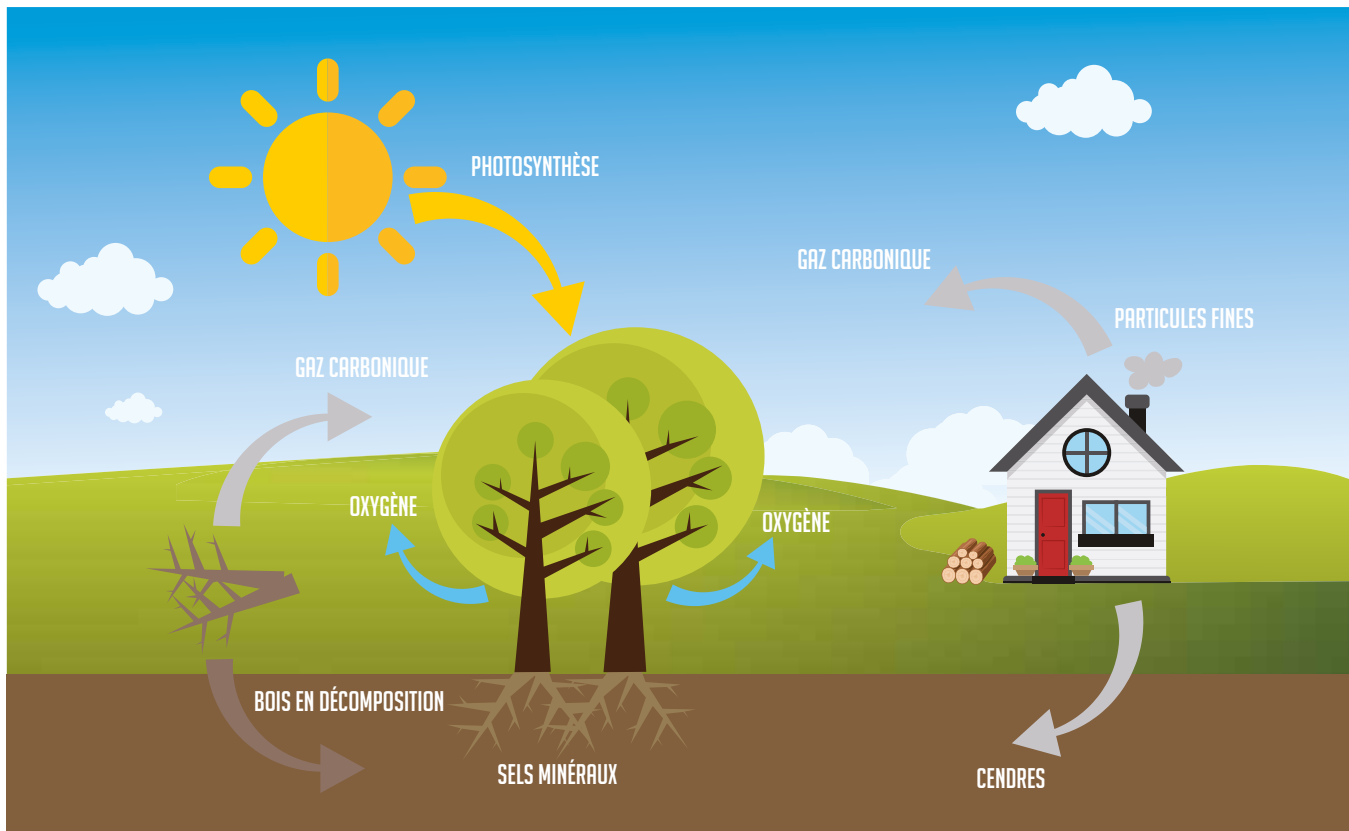 PHOTOSYNTHÈSE
GAZ CARBONIQUE
PARTICULES FINES
GAZ CARBONIQUE
OXYGÈNE
OXYGÈNE
BOIS EN DÉCOMPOSITION
SELS MINÉRAUX
CENDRES